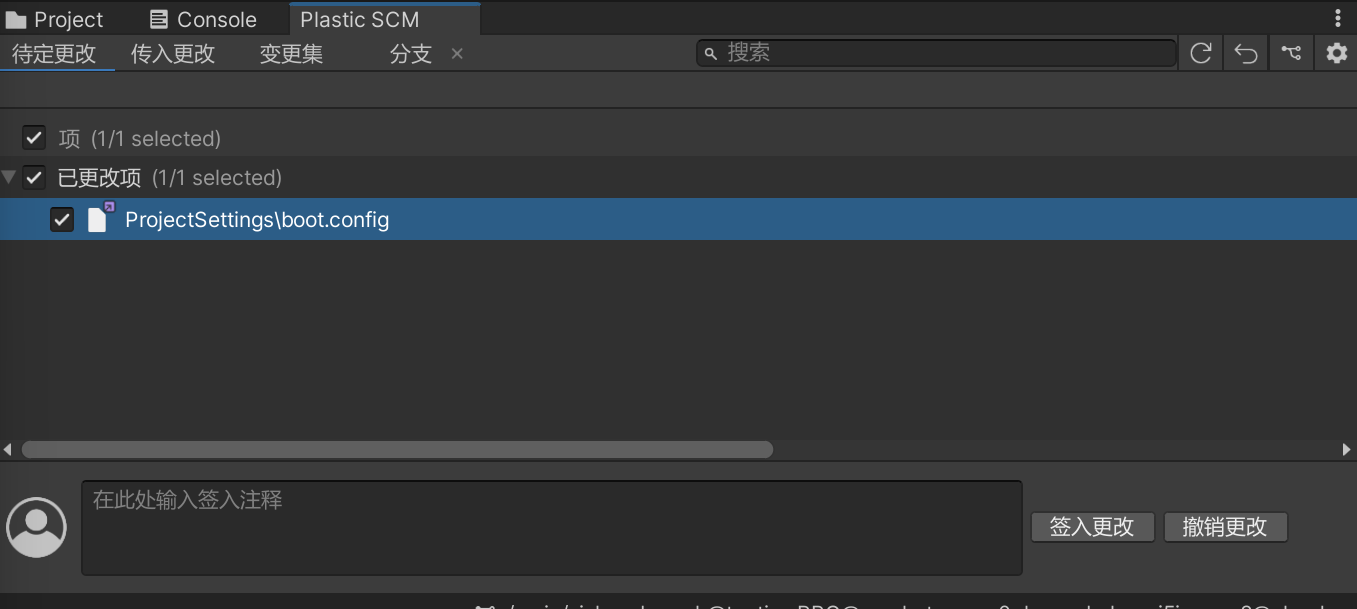 Project Console Plastic SCM
待定更改 传入更改 变更集 分支 × 搜索
项 (1/1 selected)
已更改项 (1/1 selected)
ProjectSettings\boot.config
在此处输入签入注释
签入更改 撤销更改